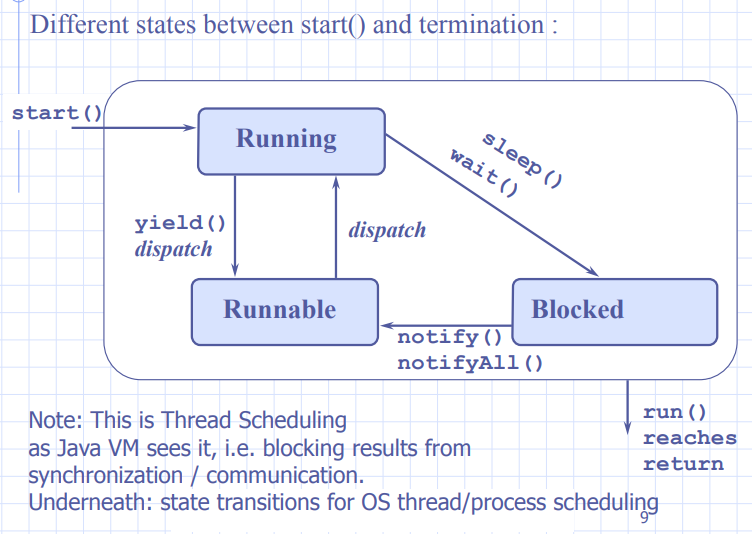 Different states between start() and termination :
start()
Running
sleep()
wait()
yield()
dispatch
dispatch
Runnable
Blocked
notify()
notifyAll()
run()
reaches
return
Note: This is Thread Scheduling
as Java VM sees it, i.e. blocking results from
synchronization / communication.
Underneath: state transitions for OS thread/process scheduling
9